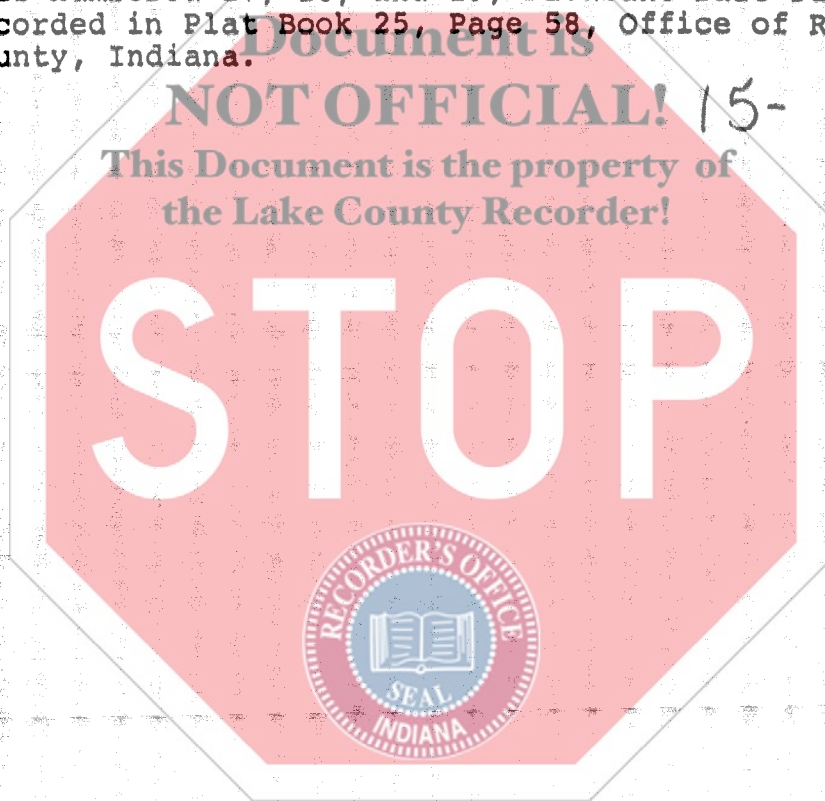 corded in Plat Book 25, Page 58, Office of R
unty, Indiana.
Document is
NOT OFFICIAL! 15-
This Document is the property of
the Lake County Recorder!
STOP
RECORDER'S OFFICE
SEAL
INDIANA